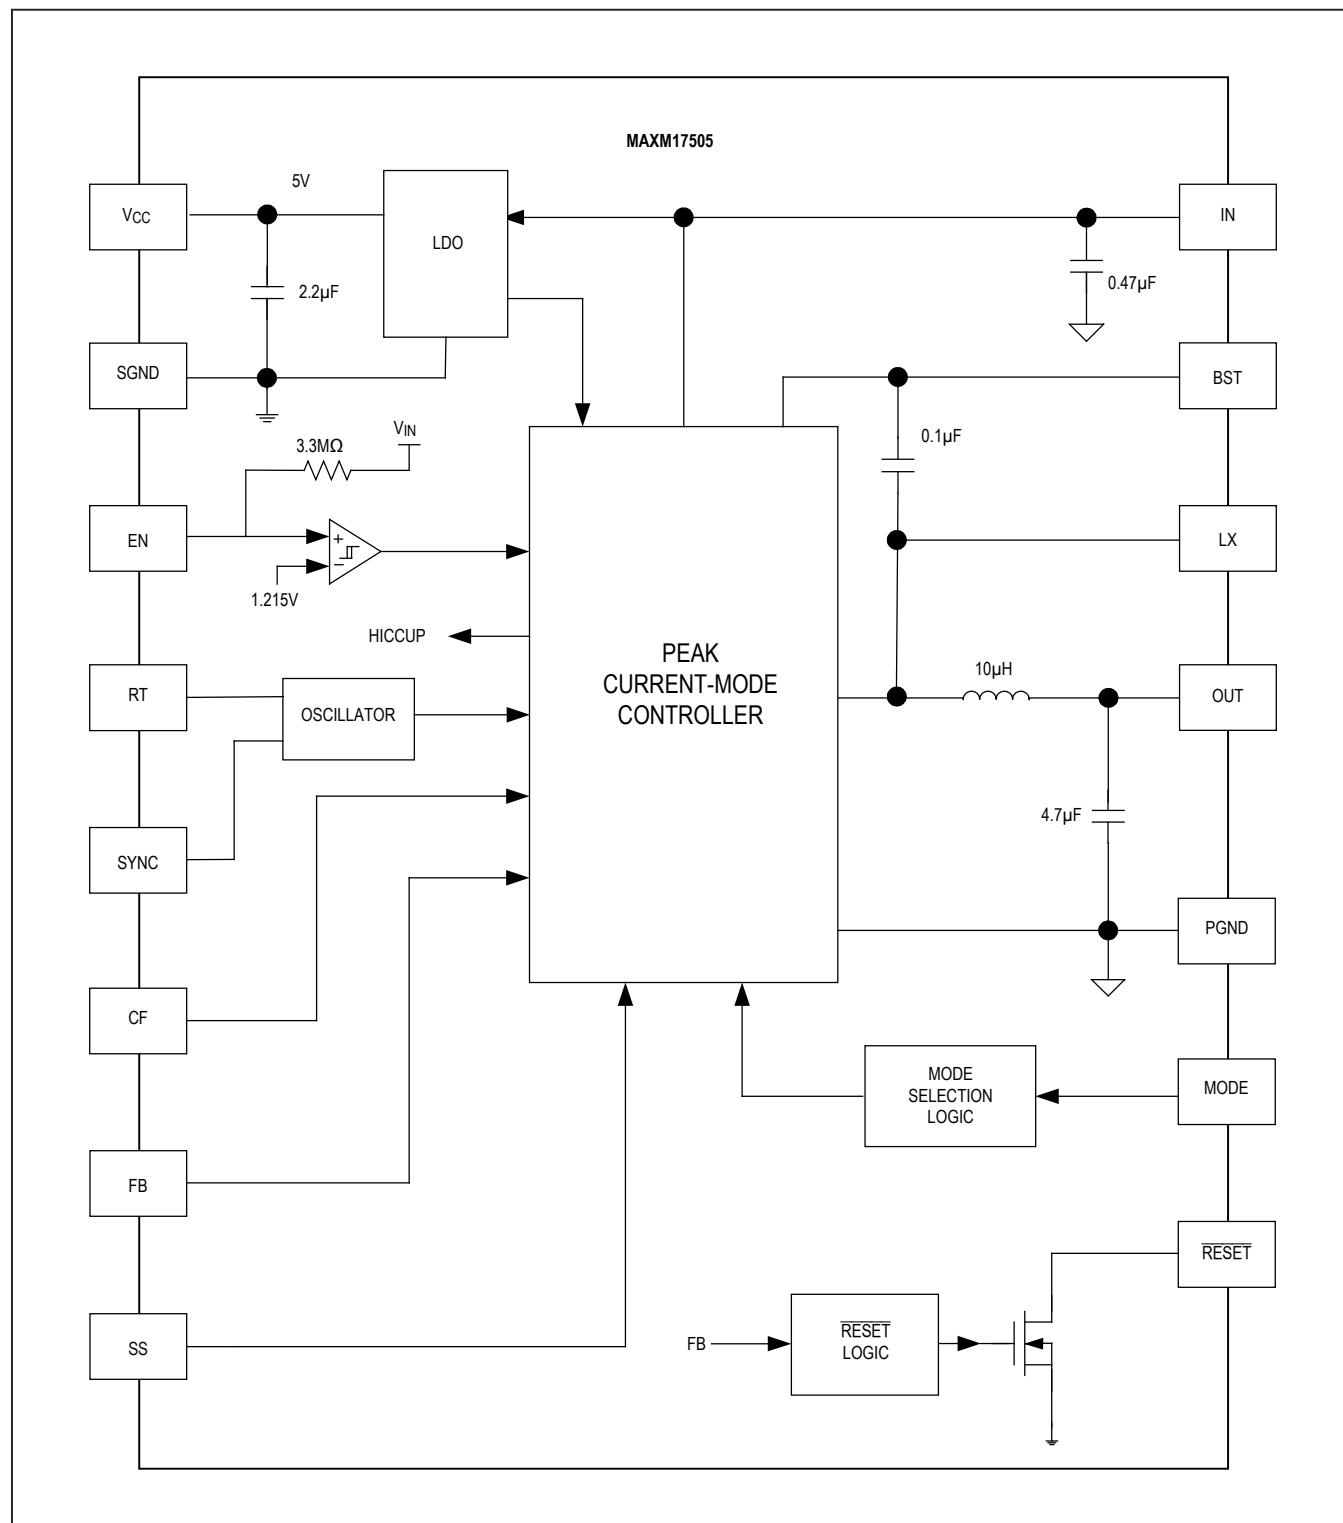 MAXM17505
5V
VCC
LDO
IN
2.2µF
0.47µF
SGND
BST
VIN
3.3MΩ
0.1µF
EN
+
−
1.215V
LX
HICCUP
PEAK
CURRENT-MODE
CONTROLLER
10µH
RT
OSCILLATOR
OUT
4.7µF
SYNC
PGND
CF
MODE
SELECTION
LOGIC
MODE
FB
RESET
SS
FB
RESET
LOGIC